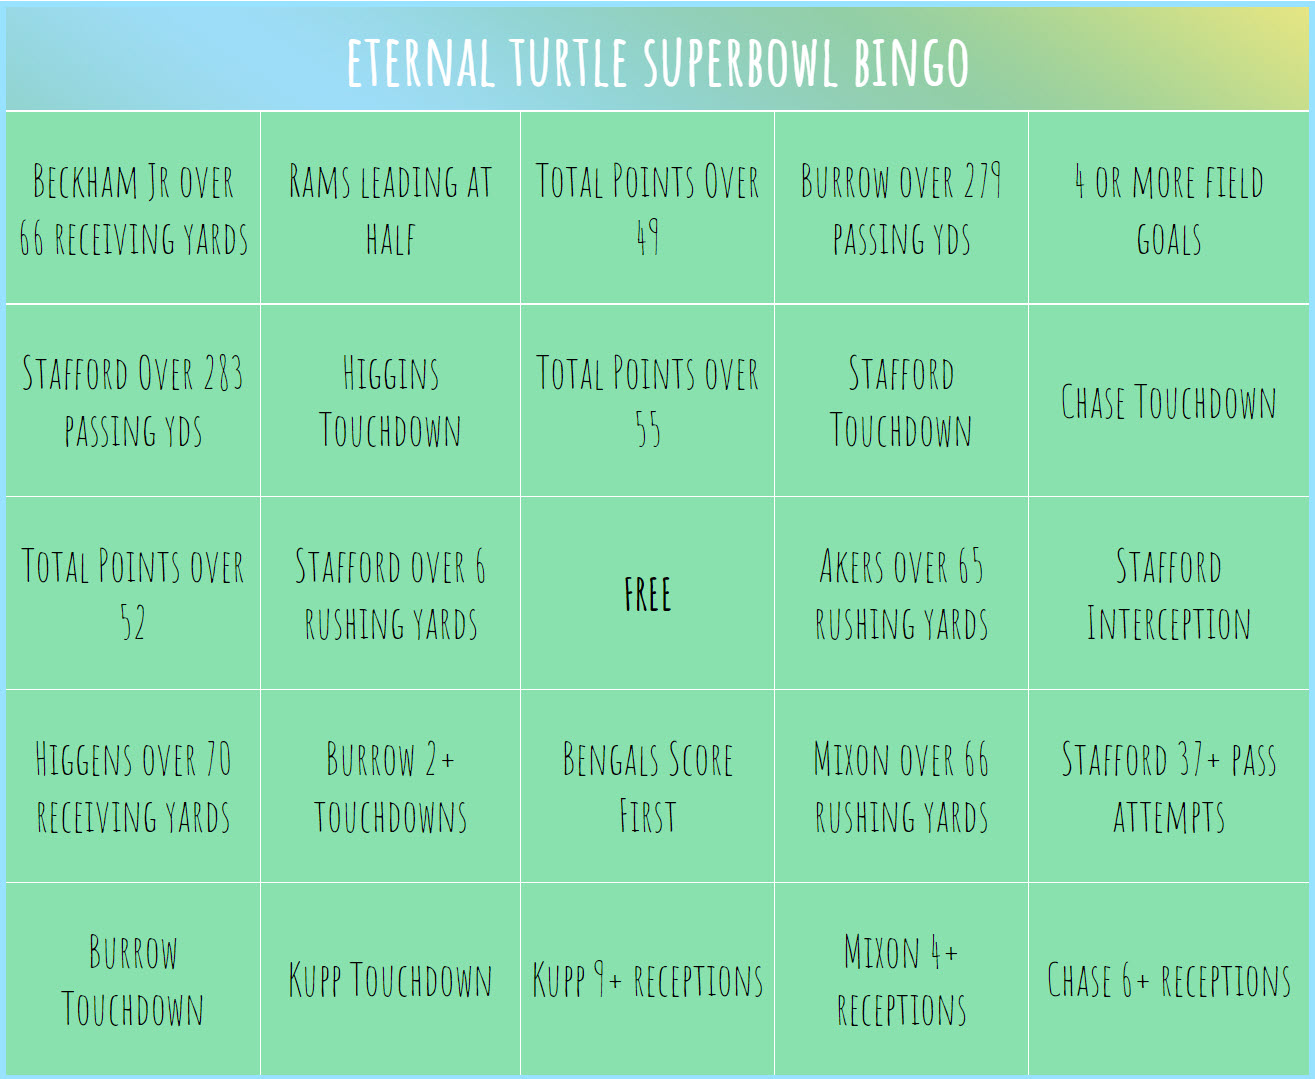 ETERNAL TURTLE SUPERBOWL BINGO
BECKHAM JR OVER
66 RECEIVING YARDS
RAMS LEADING AT
HALF
TOTAL POINTS OVER
49
BURROW OVER 279
PASSING YDS
4 OR MORE FIELD
GOALS
STAFFORD OVER 283
PASSING YDS
HIGGINS
TOUCHDOWN
TOTAL POINTS OVER
55
STAFFORD
TOUCHDOWN
CHASE TOUCHDOWN
TOTAL POINTS OVER
52
STAFFORD OVER 6
RUSHING YARDS
FREE
AKERS OVER 65
RUSHING YARDS
STAFFORD
INTERCEPTION
HIGGENS OVER 70
RECEIVING YARDS
BURROW 2+
TOUCHDOWNS
BENGALS SCORE
FIRST
MIXON OVER 66
RUSHING YARDS
STAFFORD 37+ PASS
ATTEMPTS
BURROW
TOUCHDOWN
KUPP TOUCHDOWN
KUPP 9+ RECEPTIONS
MIXON 4+
RECEPTIONS
CHASE 6+ RECEPTIONS